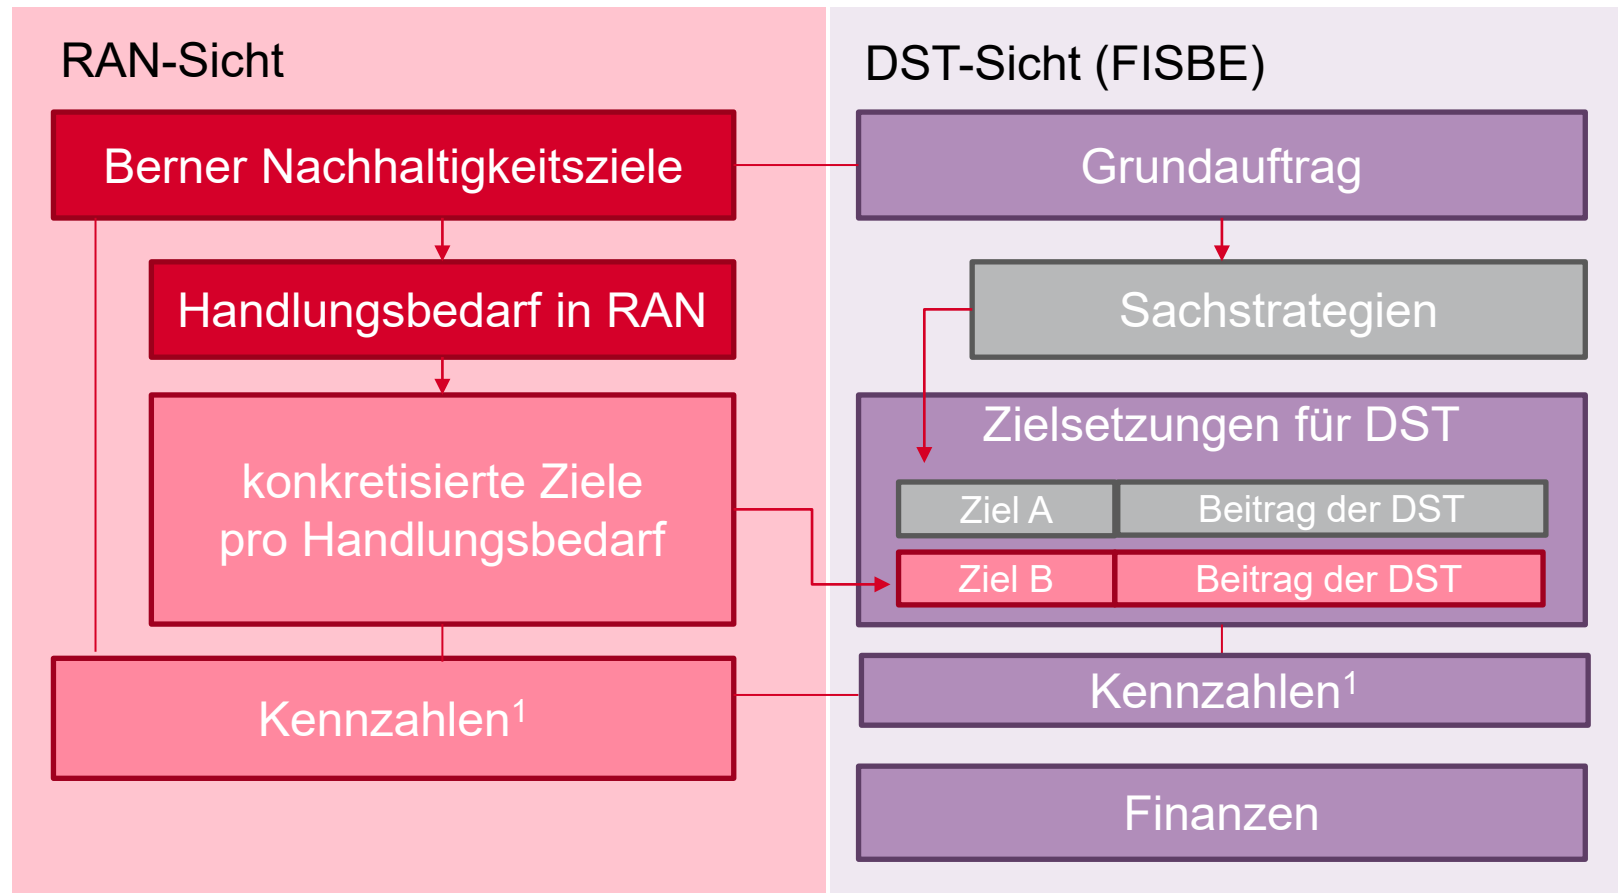 RAN-Sicht
Berner Nachhaltigkeitsziele
Handlungsbedarf in RAN
konkretisierte Ziele
pro Handlungsbedarf
Kennzahlen¹
DST-Sicht (FISBE)
Grundauftrag
Sachstrategien
Zielsetzungen für DST
Ziel A Beitrag der DST
Ziel B Beitrag der DST
Kennzahlen¹
Finanzen